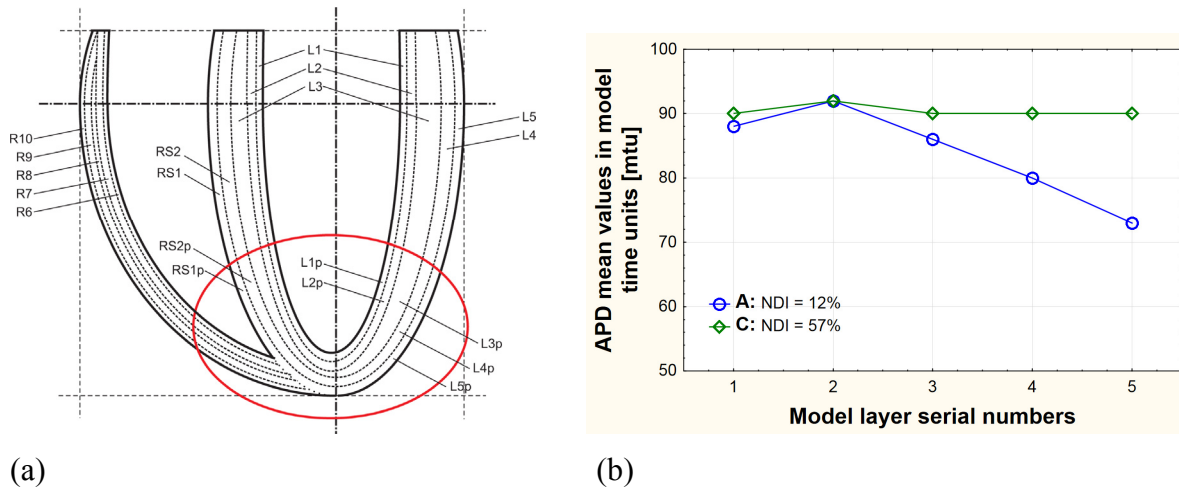 L1
L2
L3
L5
L4
R10
R9
R8
R7
R6
RS2
RS1
RS2p
RS1p
L1p
L2p
L3p
L4p
L5p
(a)
APD mean values in model
time units [mtu]
100
90
80
70
60
50
A: NDI = 12%
C: NDI = 57%
1 2 3 4 5
Model layer serial numbers
(b)